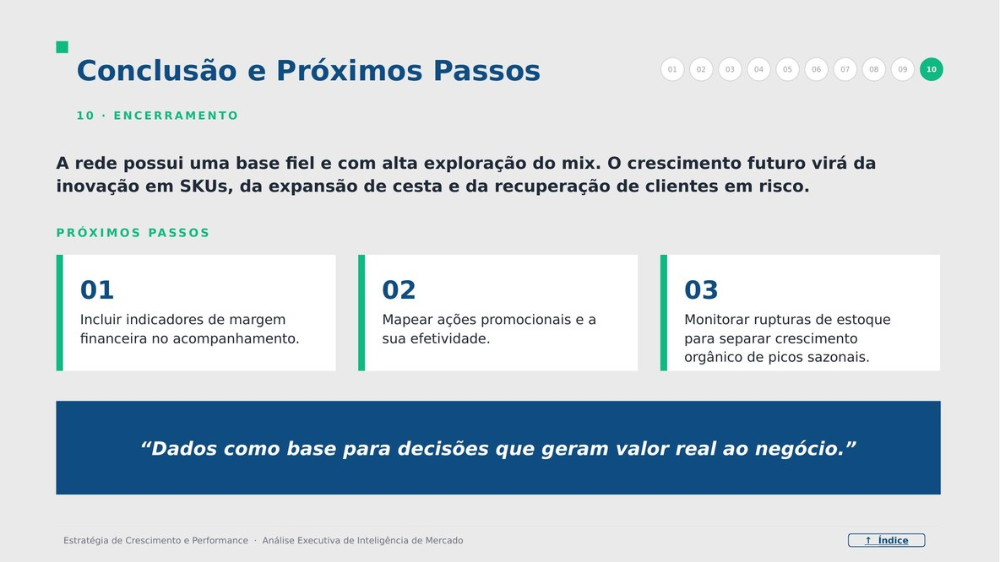 Conclusão e Próximos Passos
01 02 03 04 05 06 07 08 09 10
10 · ENCERRAMENTO
A rede possui uma base fiel e com alta exploração do mix. O crescimento futuro virá da
inovação em SKUs, da expansão de cesta e da recuperação de clientes em risco.
PRÓXIMOS PASSOS
01
Incluir indicadores de margem
financeira no acompanhamento.
02
Mapear ações promocionais e a
sua efetividade.
03
Monitorar rupturas de estoque
para separar crescimento
orgânico de picos sazonais.
“Dados como base para decisões que geram valor real ao negócio.”
Estratégia de Crescimento e Performance · Análise Executiva de Inteligência de Mercado
↑ Índice